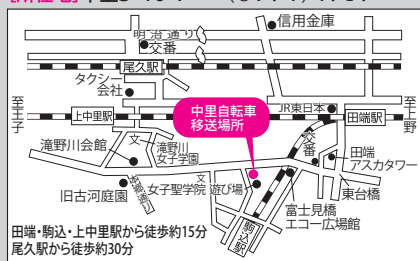 信用金庫
明治通り
交番
尾久駅
タクシー
会社
至王子
上中里駅
中里自転車
移送場所
JR東日本
田端駅
至上野
滝野川会館
文
滝野川
女子学園
交番
田端
アスカタワー
旧古河庭園
本郷通り
文
女子聖学院
遊び場
東台橋
富士見橋
エコー広場館
駒込駅
田端・駒込・上中里駅から徒歩約15分
尾久駅から徒歩約30分